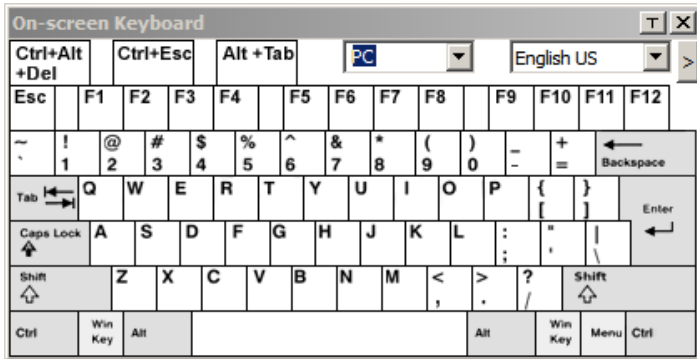 On-screen Keyboard T X
Ctrl+Alt +Del Ctrl+Esc Alt +Tab PC English US >
Esc F1 F2 F3 F4 F5 F6 F7 F8 F9 F10 F11 F12
~ ! @ # $ % ^ & * ( ) _ +
` 1 2 3 4 5 6 7 8 9 0 - = Backspace
Tab Q W E R T Y U I O P { }
[ ] Enter
Caps Lock A S D F G H J K L : " |
; ' \
Shift Z X C V B N M < > ? Shift
, . /
Ctrl Win Key Alt Alt Win Key Menu Ctrl